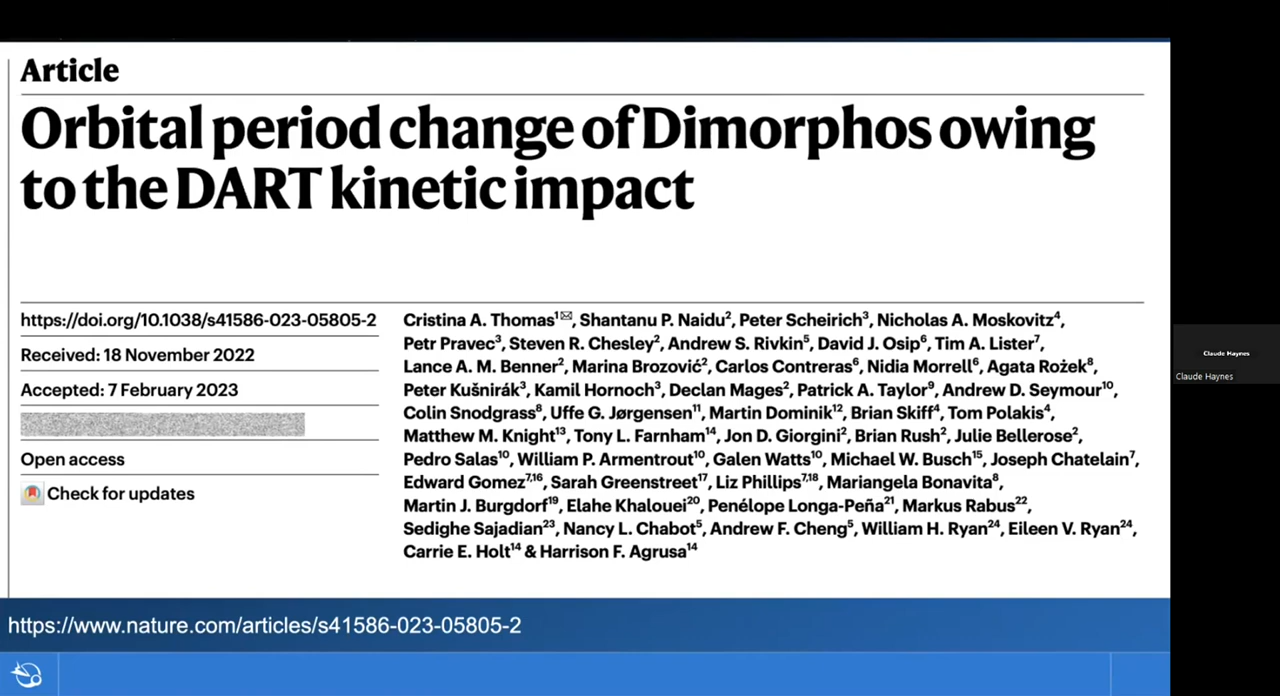 Article
Orbital period change of Dimorphos owing
to the DART kinetic impact
https://doi.org/10.1038/s41586-023-05805-2
Received: 18 November 2022
Accepted: 7 February 2023
Open access
Check for updates
Cristina A. Thomas1✉, Shantanu P. Naidu2, Peter Scheirich3, Nicholas A. Moskovitz4,
Petr Pravec3, Steven R. Chesley2, Andrew S. Rivkin5, David J. Osip6, Tim A. Lister7,
Lance A. M. Benner2, Marina Brozović2, Carlos Contreras6, Nidia Morrell6, Agata Rożek8,
Peter Kušnirák3, Kamil Hornoch3, Declan Mages2, Patrick A. Taylor9, Andrew D. Seymour10,
Colin Snodgrass8, Uffe G. Jørgensen11, Martin Dominik12, Brian Skiff4, Tom Polakis4,
Matthew M. Knight13, Tony L. Farnham14, Jon D. Giorgini2, Brian Rush2, Julie Bellerose2,
Pedro Salas10, William P. Armentrout10, Galen Watts10, Michael W. Busch15, Joseph Chatelain7,
Edward Gomez7,16, Sarah Greenstreet17, Liz Phillips7,18, Mariangela Bonavita8,
Martin J. Burgdorf19, Elahe Khalouei20, Penélope Longa-Peña21, Markus Rabus22,
Sedighe Sajadian23, Nancy L. Chabot5, Andrew F. Cheng5, William H. Ryan24, Eileen V. Ryan24,
Carrie E. Holt14 & Harrison F. Agrusa14
https://www.nature.com/articles/s41586-023-05805-2
Claude Haynes
Claude Haynes